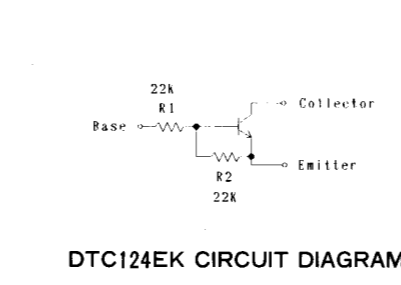 22K
R1
Base
Collector
Emitter
R2
22K
DTC124EK CIRCUIT DIAGRAM